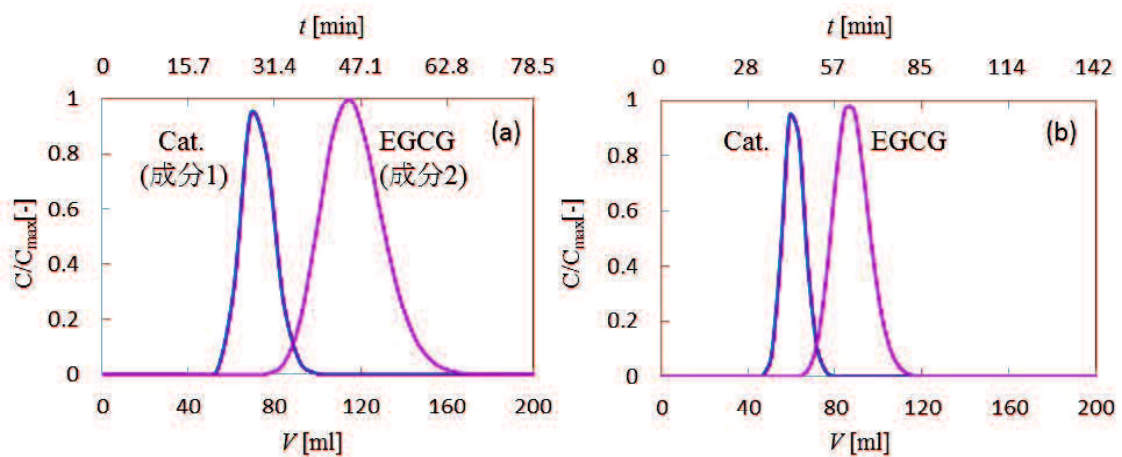 t [min]
0 15.7 31.4 47.1 62.8 78.5
1
0.8
0.6
0.4
0.2
0
C/Cmax[-]
Cat.
(成分1)
EGCG
(成分2)
(a)
0 40 80 120 160 200
V [ml]
t [min]
0 28 57 85 114 142
1
0.8
0.6
0.4
0.2
0
C/Cmax[-]
Cat.
EGCG
(b)
0 40 80 120 160 200
V [ml]